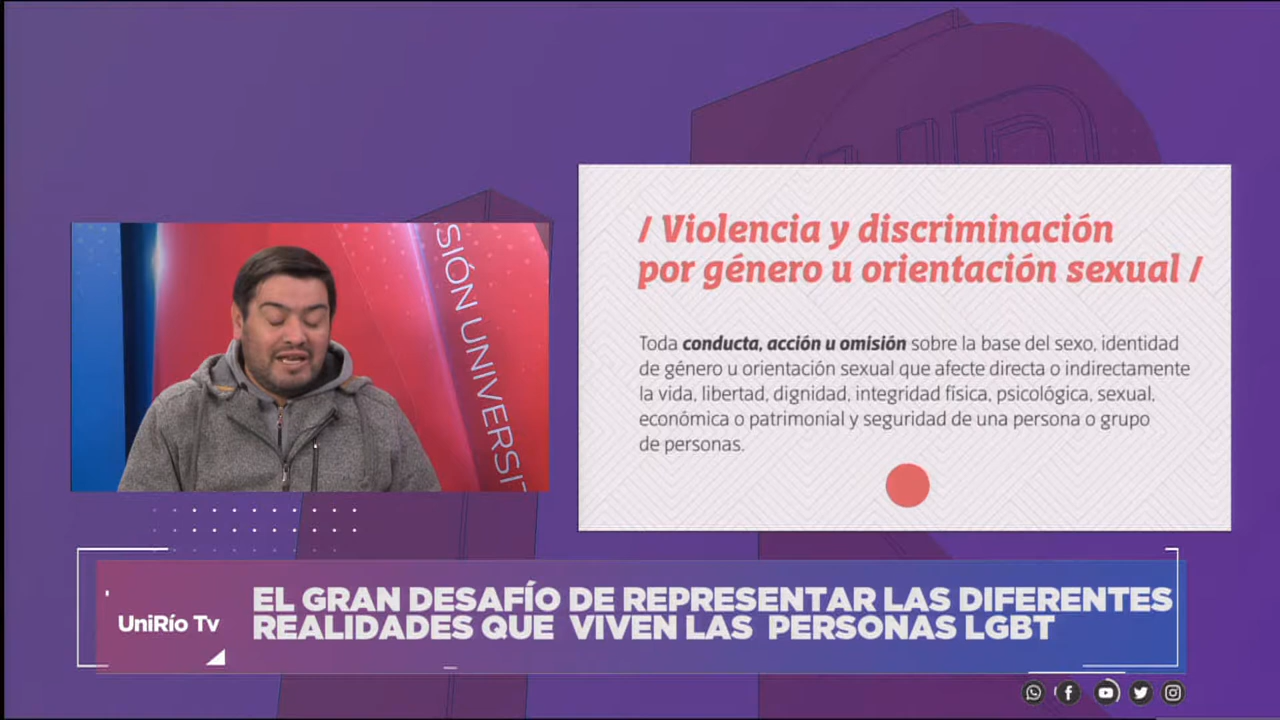 SIÓN UNIVERSI
/ Violencia y discriminación
por género u orientación sexual /
Toda conducta, acción u omisión sobre la base del sexo, identidad
de género u orientación sexual que afecte directa o indirectamente
la vida, libertad, dignidad, integridad física, psicológica, sexual,
económica o patrimonial y seguridad de una persona o grupo
de personas.
UniRío Tv
EL GRAN DESAFÍO DE REPRESENTAR LAS DIFERENTES
REALIDADES QUE VIVEN LAS PERSONAS LGBT